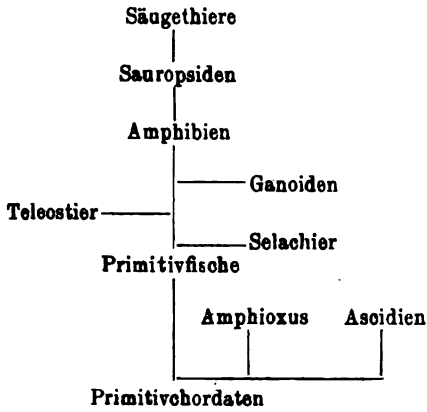 Säugethiere
Sauropsiden
Amphibien
Ganoiden
Teleostier
Selachier
Primitivfische
Amphioxus Ascidien
Primitivchordaten